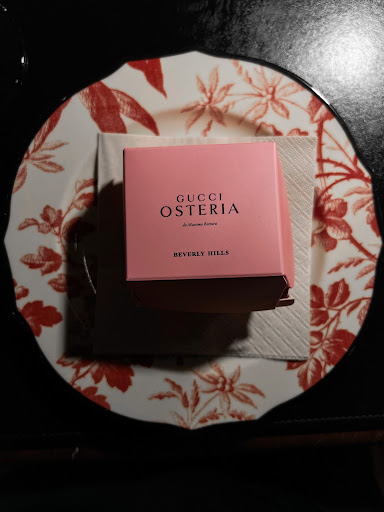 GUCCI
OSTERIA
da Massimo Bottura
BEVERLY HILLS